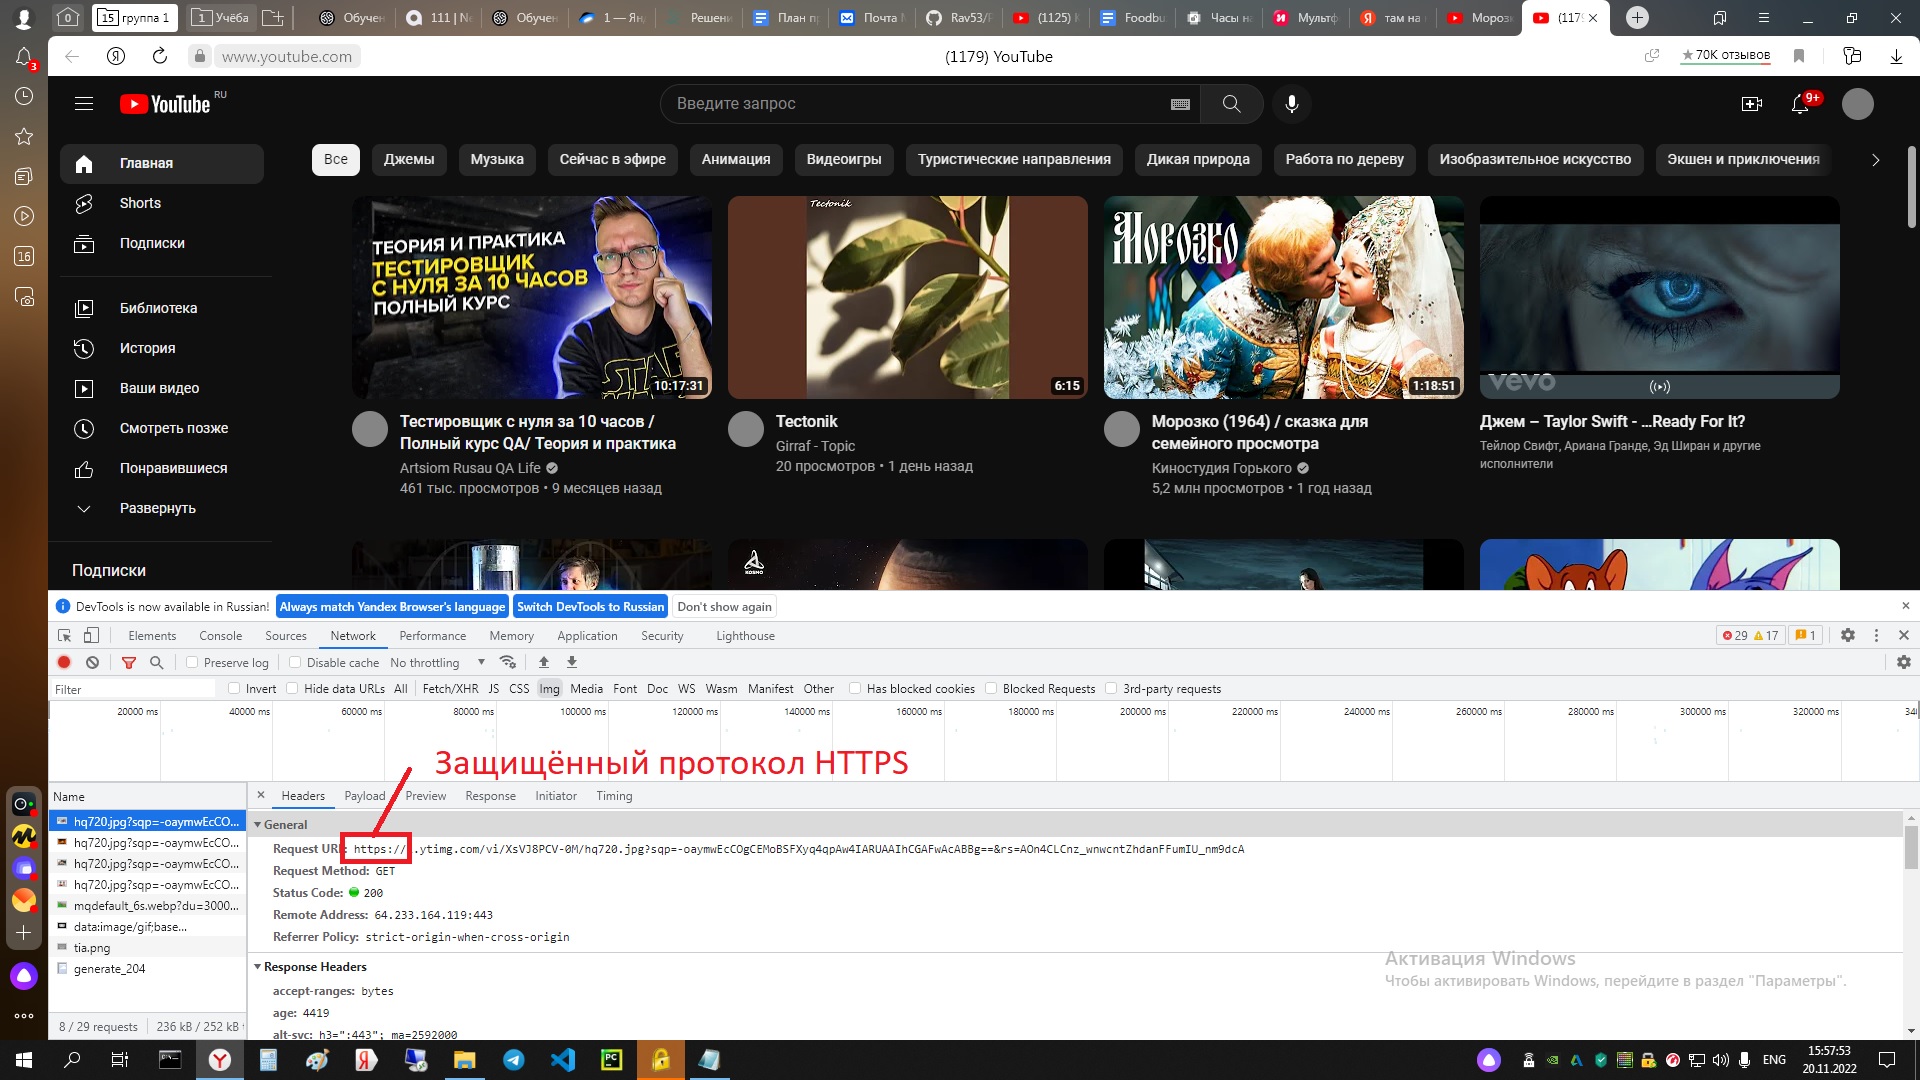 15 группа 1
1 Учёба
Обучен
111 | Ne
Обучен
1 — Ян
Решени
План п
Почта М
Rav53/F
(1125)
Foodbu
Часы на
Мультф
там на
Морозк
(1179
www.youtube.com
(1179) YouTube
★ 70K отзывов
3
16
YouTube RU
Введите запрос
9+
Главная
Shorts
Подписки
Библиотека
История
Ваши видео
Смотреть позже
Понравившиеся
Развернуть
Подписки
Все
Джемы
Музыка
Сейчас в эфире
Анимация
Видеоигры
Туристические направления
Дикая природа
Работа по дереву
Изобразительное искусство
Экшен и приключения
ТЕОРИЯ И ПРАКТИКА
ТЕСТИРОВЩИК
С НУЛЯ ЗА 10 ЧАСОВ
ПОЛНЫЙ КУРС
STAR
10:17:31
Тестировщик с нуля за 10 часов /
Полный курс QA/ Теория и практика
Artsiom Rusau QA Life
461 тыс. просмотров • 9 месяцев назад
Tectonik
6:15
Tectonik
Girraf - Topic
20 просмотров • 1 день назад
Морозко
1:18:51
Морозко (1964) / сказка для
семейного просмотра
Киностудия Горького
5,2 млн просмотров • 1 год назад
vevo
Джем – Taylor Swift - ...Ready For It?
Тейлор Свифт, Ариана Гранде, Эд Ширан и другие
исполнители
KOSMO
DevTools is now available in Russian!
Always match Yandex Browser's language
Switch DevTools to Russian
Don't show again
Elements
Console
Sources
Network
Performance
Memory
Application
Security
Lighthouse
29
17
1
Preserve log
Disable cache
No throttling
Filter
Invert
Hide data URLs
All
Fetch/XHR
JS
CSS
Img
Media
Font
Doc
WS
Wasm
Manifest
Other
Has blocked cookies
Blocked Requests
3rd-party requests
20000 ms
40000 ms
60000 ms
80000 ms
100000 ms
120000 ms
140000 ms
160000 ms
180000 ms
200000 ms
220000 ms
240000 ms
260000 ms
280000 ms
300000 ms
320000 ms
Защищённый протокол HTTPS
Name
hq720.jpg?sqp=-oaymwEcCO...
hq720.jpg?sqp=-oaymwEcCO...
hq720.jpg?sqp=-oaymwEcCO...
hq720.jpg?sqp=-oaymwEcCO...
mqdefault_6s.webp?du=3000...
data:image/gif;base...
tia.png
generate_204
8 / 29 requests
236 kB / 252 kB
Headers
Payload
Preview
Response
Initiator
Timing
General
Request URL: https://i.ytimg.com/vi/XsVJ8PCV-0M/hq720.jpg?sqp=-oaymwEcCOgCEMoBSFXyq4qpAw4IARUAAIhCGAFwAcABBg==&rs=AOn4CLCnz_wnwcntZhdanFFumIU_nm9dcA
Request Method: GET
Status Code: 200
Remote Address: 64.233.164.119:443
Referrer Policy: strict-origin-when-cross-origin
Response Headers
accept-ranges: bytes
age: 4419
alt-svc: h3=":443"; ma=2592000
Активация Windows
Чтобы активировать Windows, перейдите в раздел "Параметры".
PC
ENG
15:57:53
20.11.2022